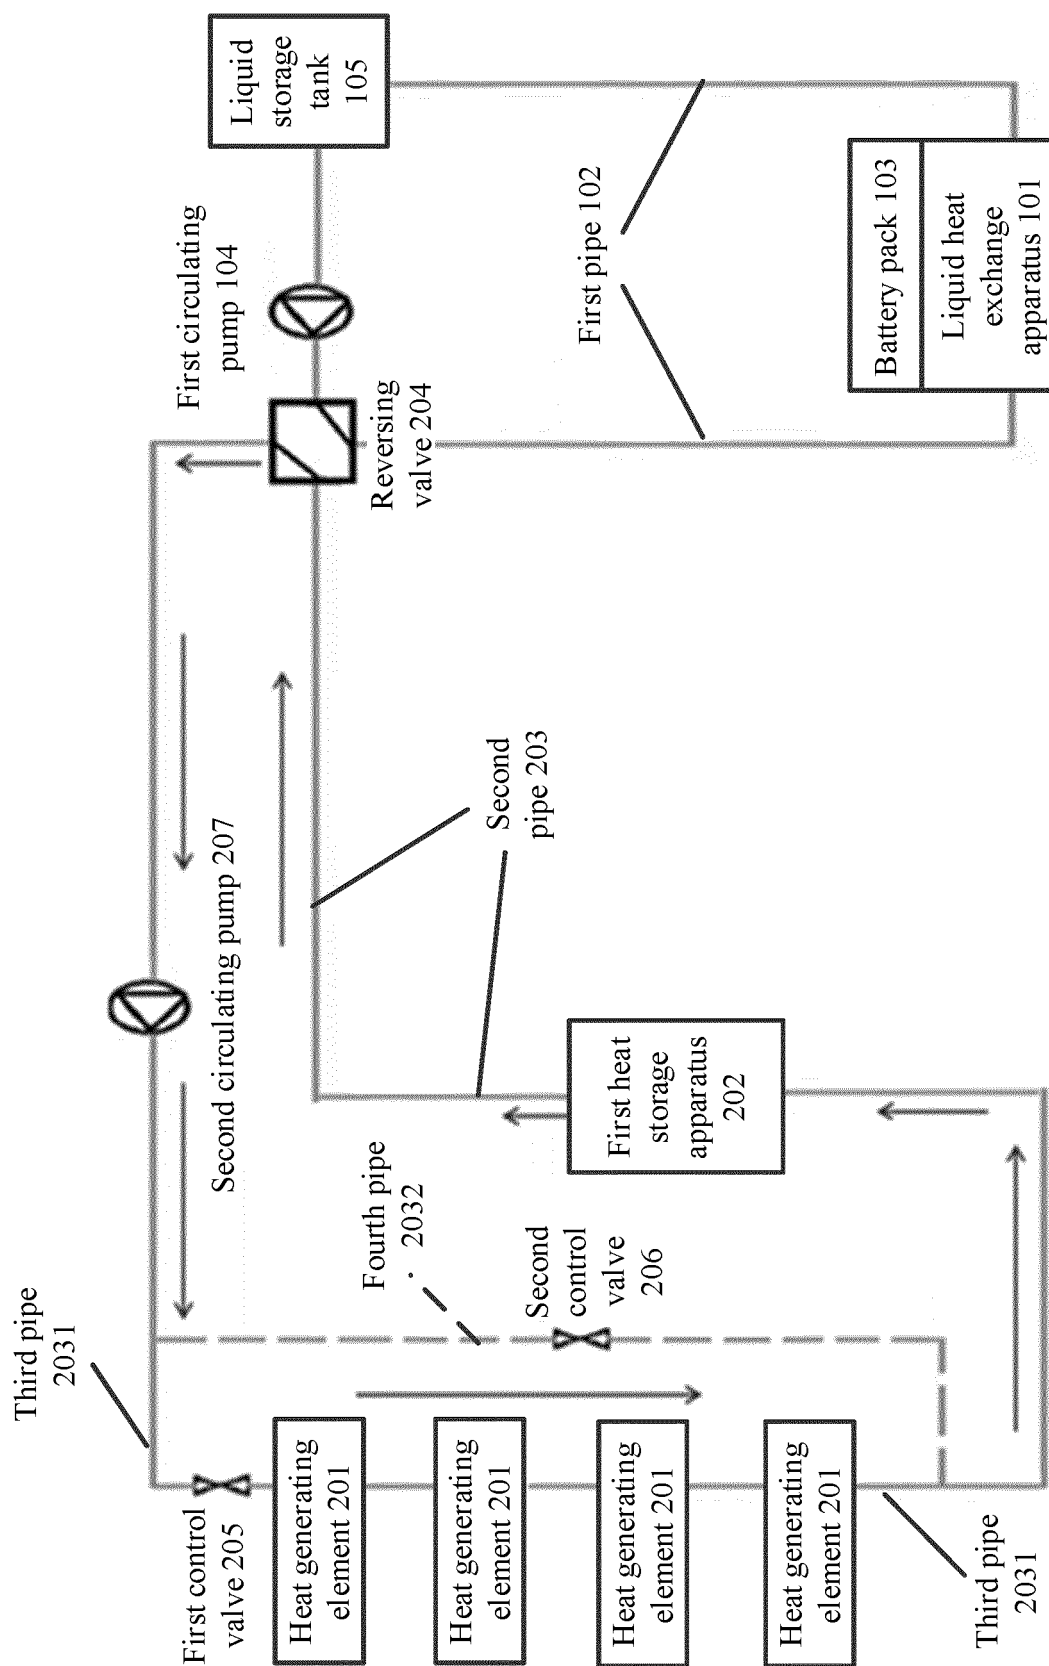 Third pipe
2031
First control
valve 205
Heat generating
element 201
Heat generating
element 201
Heat generating
element 201
Heat generating
element 201
Third pipe
2031
Fourth pipe
2032
Second
control
valve
206
Second circulating pump 207
First heat
storage
apparatus
202
Second
pipe 203
First circulating
pump 104
Reversing
valve 204
Liquid
storage
tank
105
First pipe 102
Battery pack 103
Liquid heat
exchange
apparatus 101